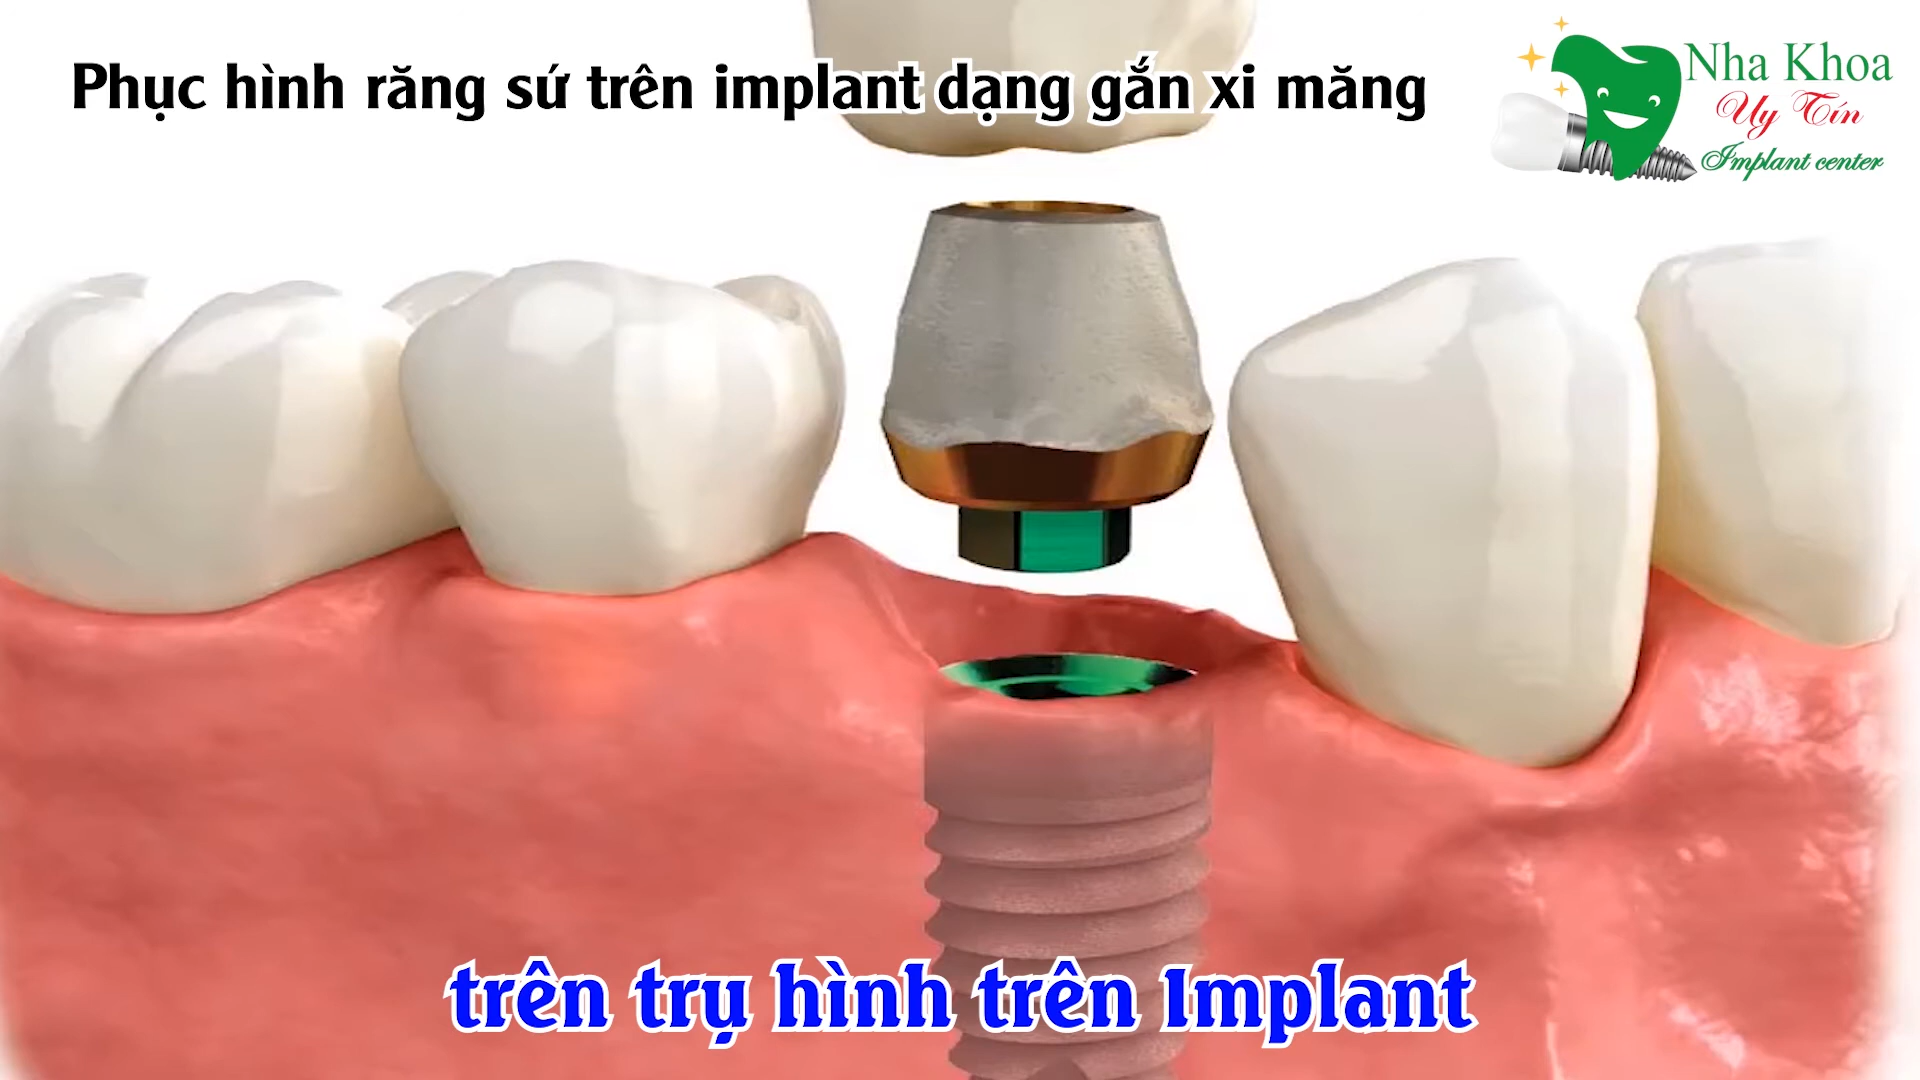 Phục hình răng sứ trên implant dạng gắn xi măng
Nha Khoa
Uy Tín
Implant center
trên trụ hình trên Implant